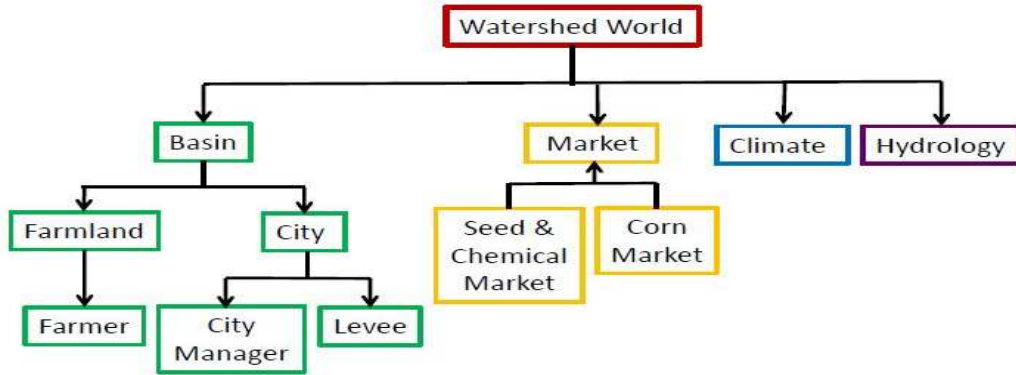 Watershed World
Basin
Market
Climate
Hydrology
Farmland
City
Seed &
Chemical
Market
Corn
Market
Farmer
City
Manager
Levee